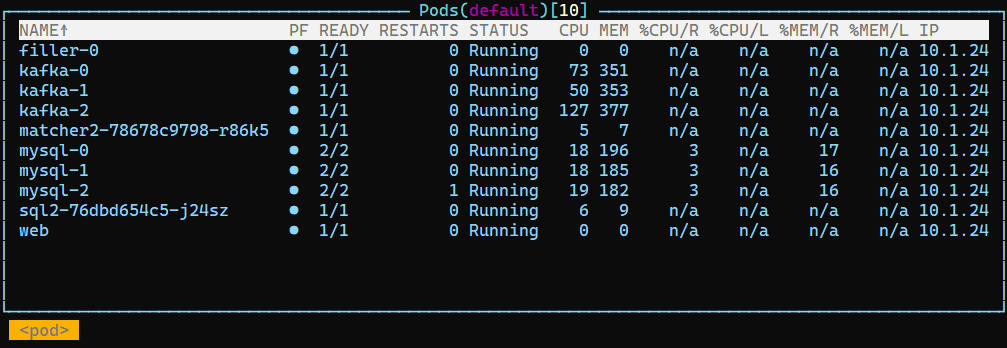 Pods(default)[10]
NAME↑ PF READY RESTARTS STATUS CPU MEM %CPU/R %CPU/L %MEM/R %MEM/L IP
filler-0 ● 1/1 0 Running 0 0 n/a n/a n/a n/a 10.1.24
kafka-0 ● 1/1 0 Running 73 351 n/a n/a n/a n/a 10.1.24
kafka-1 ● 1/1 0 Running 50 353 n/a n/a n/a n/a 10.1.24
kafka-2 ● 1/1 0 Running 127 377 n/a n/a n/a n/a 10.1.24
matcher2-78678c9798-r86k5 ● 1/1 0 Running 5 7 n/a n/a n/a n/a 10.1.24
mysql-0 ● 2/2 0 Running 18 196 3 n/a 17 n/a 10.1.24
mysql-1 ● 2/2 0 Running 18 185 3 n/a 16 n/a 10.1.24
mysql-2 ● 2/2 1 Running 19 182 3 n/a 16 n/a 10.1.24
sql2-76dbd654c5-j24sz ● 1/1 0 Running 6 9 n/a n/a n/a n/a 10.1.24
web ● 1/1 0 Running 0 0 n/a n/a n/a n/a 10.1.24
<pod>